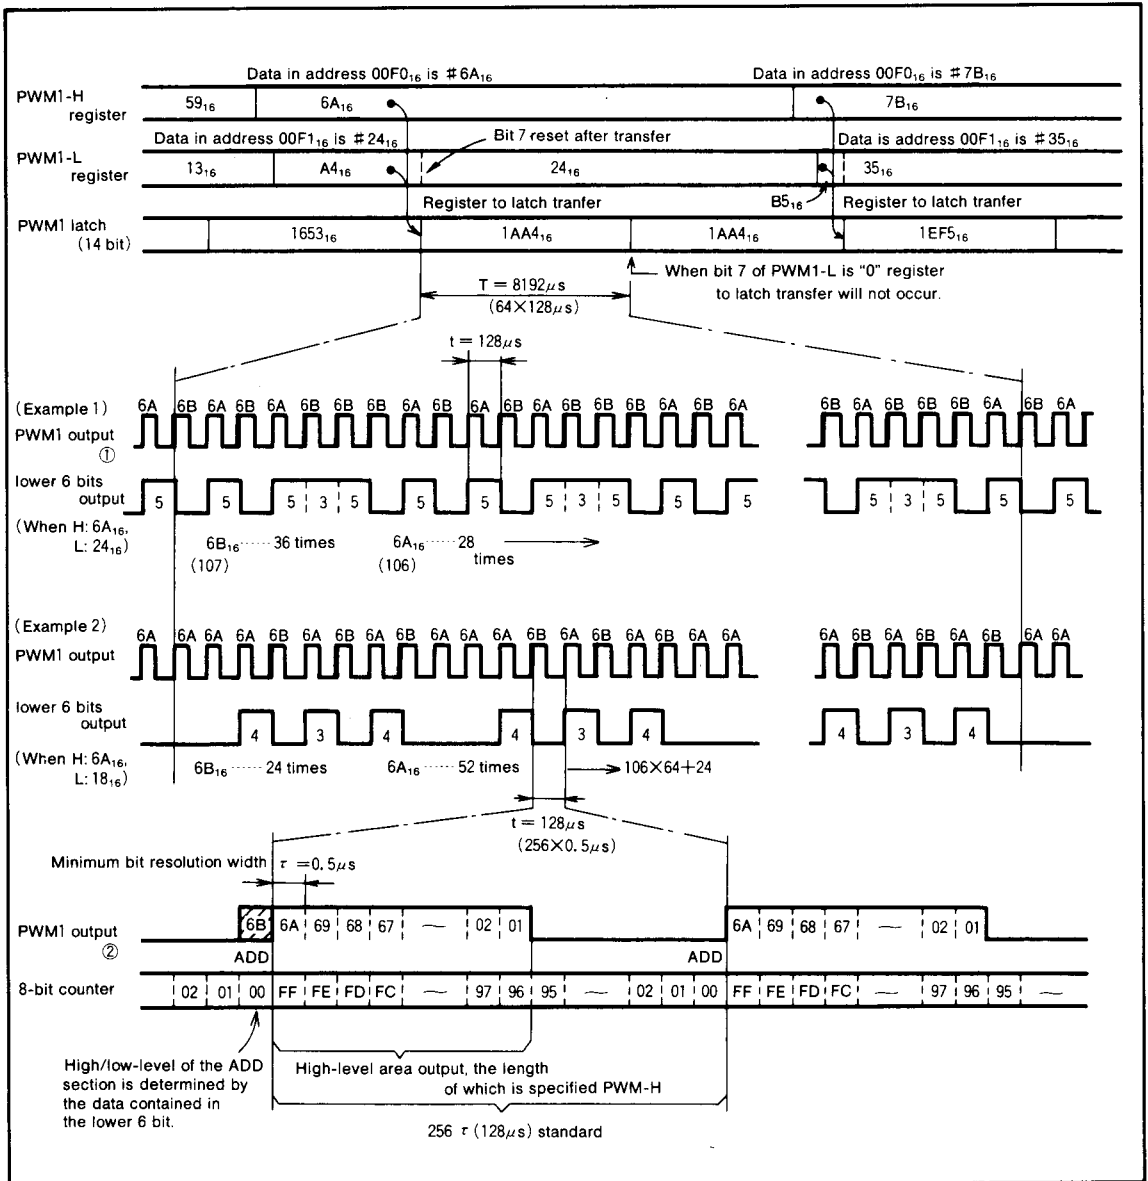 Data in address 00F0₁₆ is #6A₁₆ Data in address 00F0₁₆ is #7B₁₆
PWM1-H
register
59₁₆ 6A₁₆ 7B₁₆
Data in address 00F1₁₆ is #24₁₆ Bit 7 reset after transfer Data is address 00F1₁₆ is #35₁₆
PWM1-L
register
13₁₆ A4₁₆ 24₁₆ 35₁₆
B5₁₆
Register to latch tranfer Register to latch tranfer
PWM1 latch
(14 bit)
1653₁₆ 1AA4₁₆ 1AA4₁₆ 1EF5₁₆
When bit 7 of PWM1-L is “0” register
to latch transfer will not occur.
T = 8192μs
(64×128μs)
t = 128μs
(Example 1)
6A 6B 6A 6B 6A 6B 6B 6B 6A 6B 6A 6B 6A 6B 6B 6B 6A 6B 6A 6B 6A 6B 6B 6B 6A 6B 6A
PWM1 output
①
lower 6 bits
output
5 5 5 3 5 5 5 5 3 5 5 5 5 3 5 5 5
(When H: 6A₁₆,
L: 24₁₆)
6B₁₆ ······ 36 times 6A₁₆ ······ 28
times
(107) (106)
(Example 2)
6A 6A 6A 6A 6B 6A 6B 6A 6B 6A 6A 6A 6B 6A 6B 6A 6B 6A 6A 6A 6B 6A 6B 6A 6B 6A 6A
PWM1 output
lower 6 bits
output
4 3 4 4 3 4 4 3 4
(When H: 6A₁₆,
L: 18₁₆)
6B₁₆ ······ 24 times 6A₁₆ ······ 52 times 106×64+24
t = 128μs
(256×0.5μs)
Minimum bit resolution width τ =0.5μs
PWM1 output
②
6B 6A 69 68 67 — 02 01 6A 69 68 67 — 02 01
ADD ADD
8-bit counter
02 01 00 FF FE FD FC — 97 96 95 — 02 01 00 FF FE FD FC — 97 96 95 —
High/low-level of the ADD
section is determined by
the data contained in
the lower 6 bit.
High-level area output, the length
of which is specified PWM-H
256 τ (128μs) standard